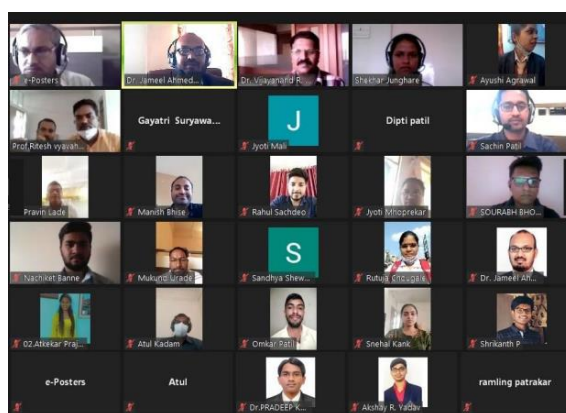 e-Posters
Dr. Jameel Ahmed...
Dr. Vijayanand R...
Shekhar Junghare
Ayushi Agrawal
Prof.Ritesh vyavah...
Gayatri Suryawa...
J
Jyoti Mali
Dipti patil
Sachin Patil
Pravin Lade
Manish Bhise
Rahul Sachdeo
Jyoti Mhoprekar
SOURABH BHO...
Nachiket Banne
Mukund Urade
S
Sandhya Shew...
Rutuja Chougale
Dr. Jameel Ah...
02.Atkekar Praj...
Atul Kadam
Omkar Patil
Snehal Kank
Shrikanth P
e-Posters
Atul
Dr.PRADEEP K...
Akshay R. Yadav
ramling patrakar